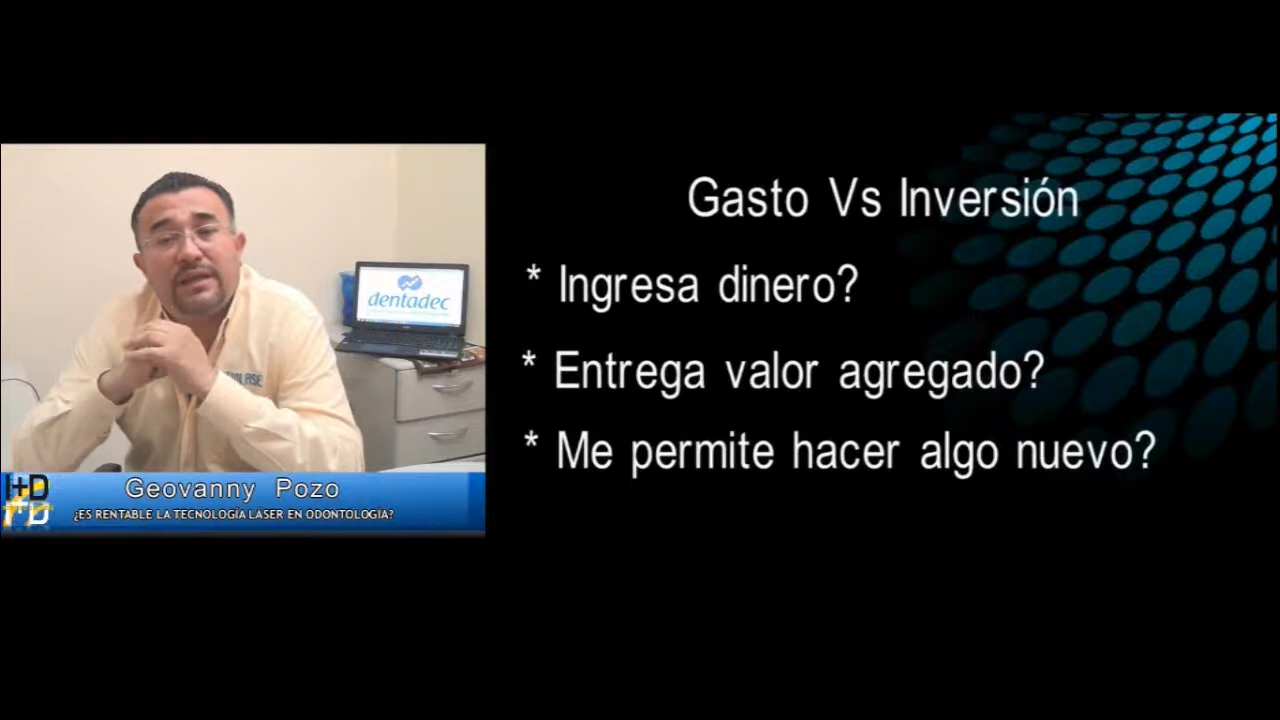 Gasto Vs Inversión
* Ingresa dinero?
* Entrega valor agregado?
* Me permite hacer algo nuevo?
dentadec
I+D
Geovanny Pozo
¿ES RENTABLE LA TECNOLOGÍA LÁSER EN ODONTOLOGÍA?